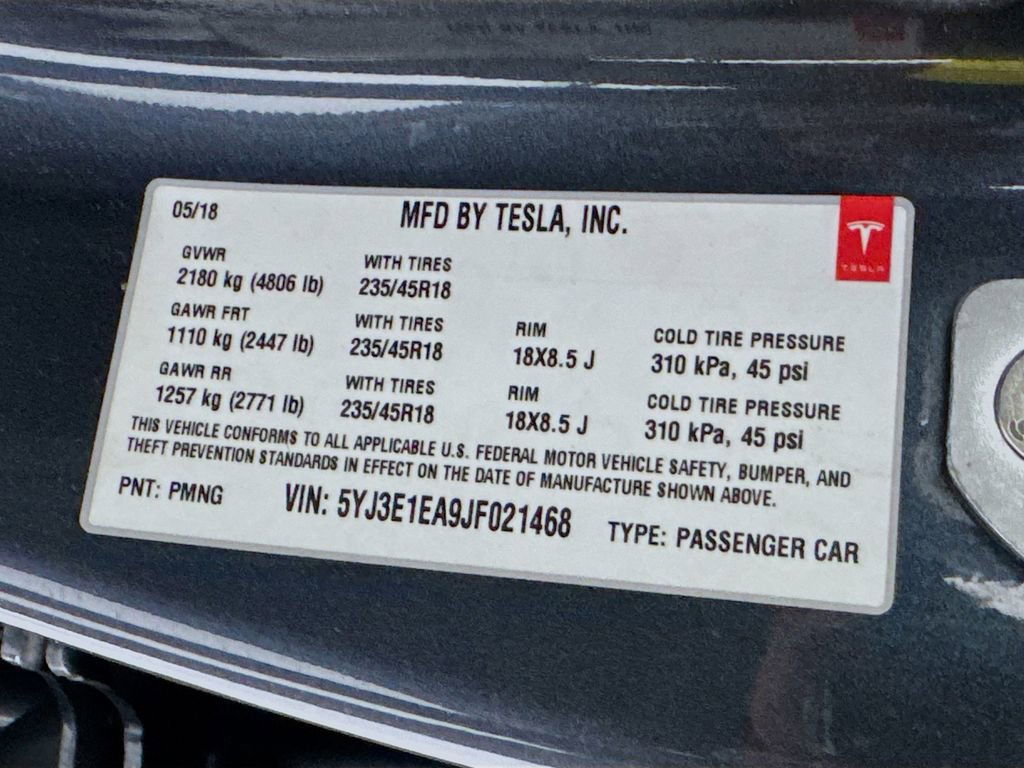 05/18
MFD BY TESLA, INC.
TESLA
GVWR
2180 kg (4806 lb)
WITH TIRES
235/45R18
GAWR FRT
1110 kg (2447 lb)
WITH TIRES
235/45R18
RIM
18X8.5 J
COLD TIRE PRESSURE
310 kPa, 45 psi
GAWR RR
1257 kg (2771 lb)
WITH TIRES
235/45R18
RIM
18X8.5 J
COLD TIRE PRESSURE
310 kPa, 45 psi
THIS VEHICLE CONFORMS TO ALL APPLICABLE U.S. FEDERAL MOTOR VEHICLE SAFETY, BUMPER, AND
THEFT PREVENTION STANDARDS IN EFFECT ON THE DATE OF MANUFACTURE SHOWN ABOVE.
PNT: PMNG
VIN: 5YJ3E1EA9JF021468
TYPE: PASSENGER CAR